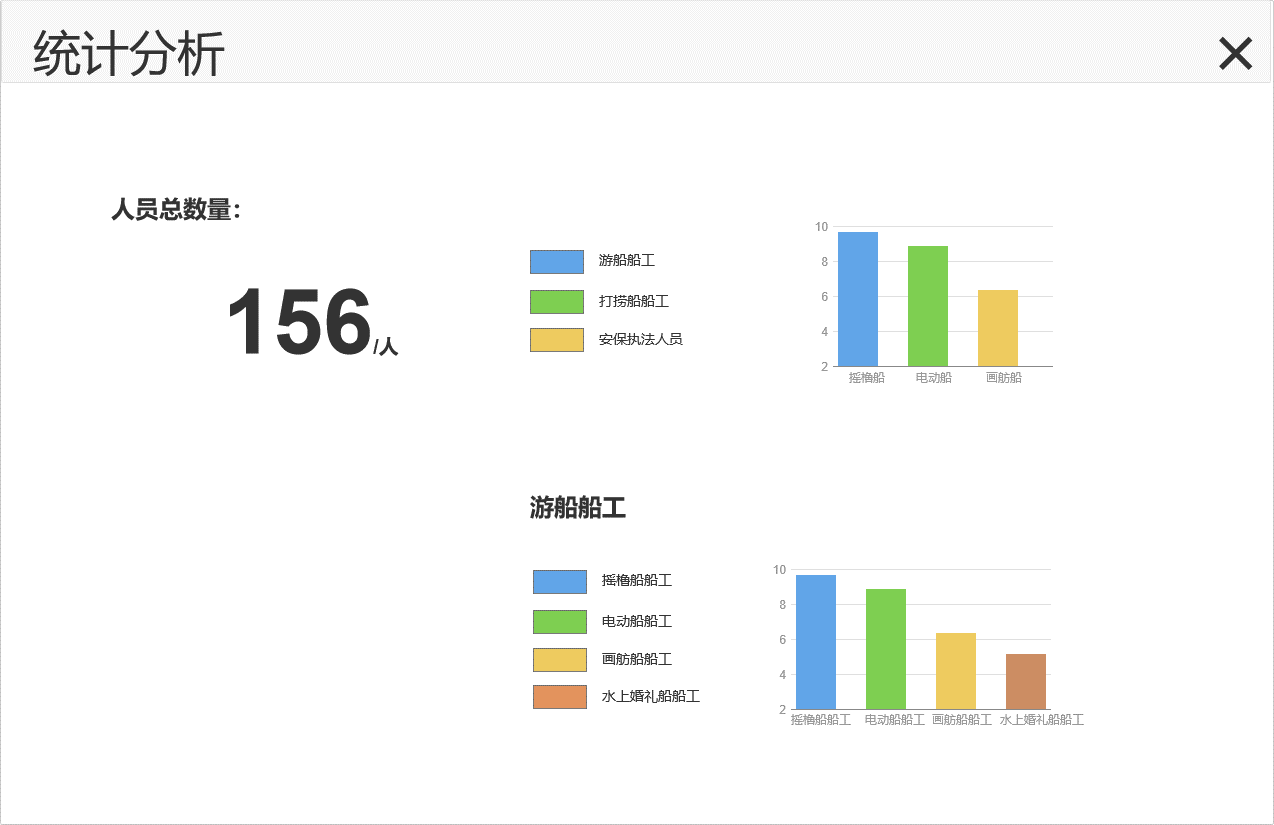 统计分析
人员总数量：
156/人
游船船工
打捞船船工
安保执法人员
10
8
6
4
2
摇橹船 电动船 画舫船
游船船工
摇橹船船工
电动船船工
画舫船船工
水上婚礼船船工
10
8
6
4
2
摇橹船船工 电动船船工 画舫船船工 水上婚礼船船工